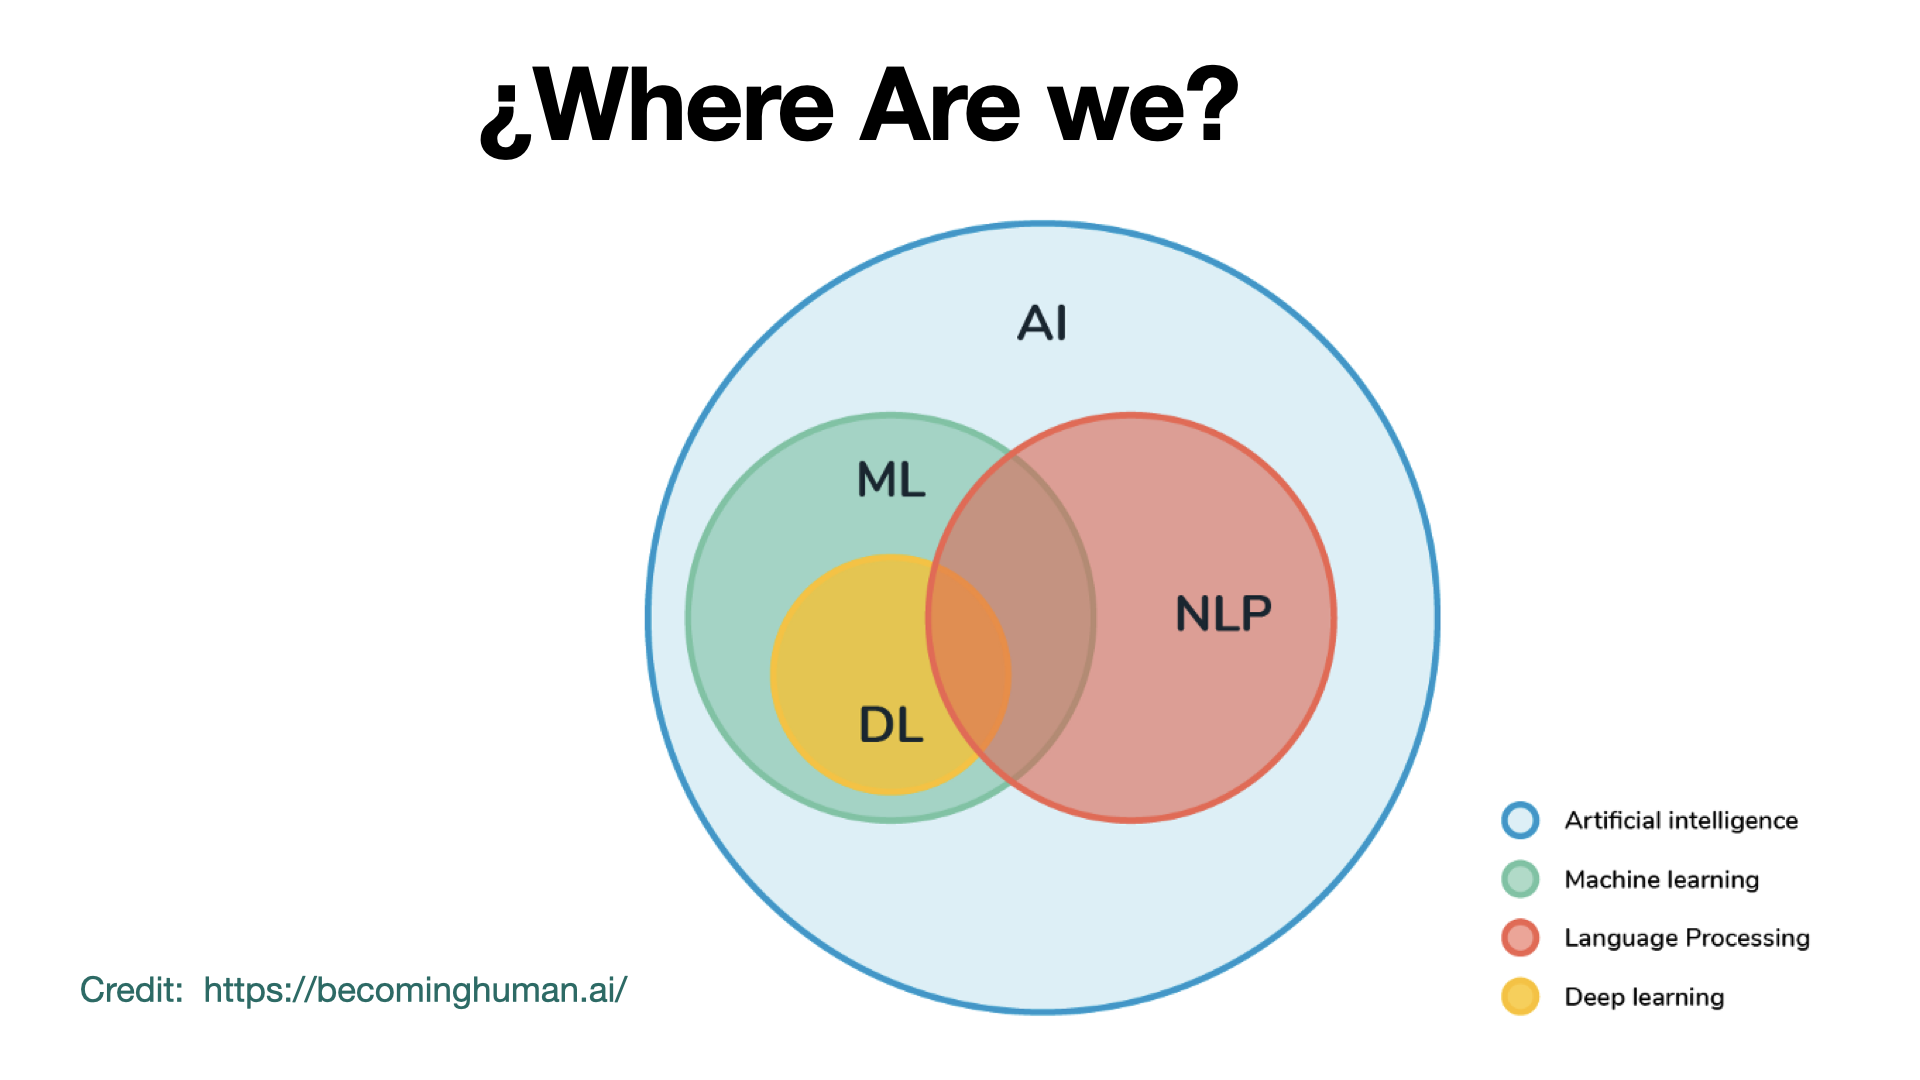 ¿Where Are we?
AI
ML
NLP
DL
Artificial intelligence
Machine learning
Language Processing
Deep learning
Credit:  https://becominghuman.ai/